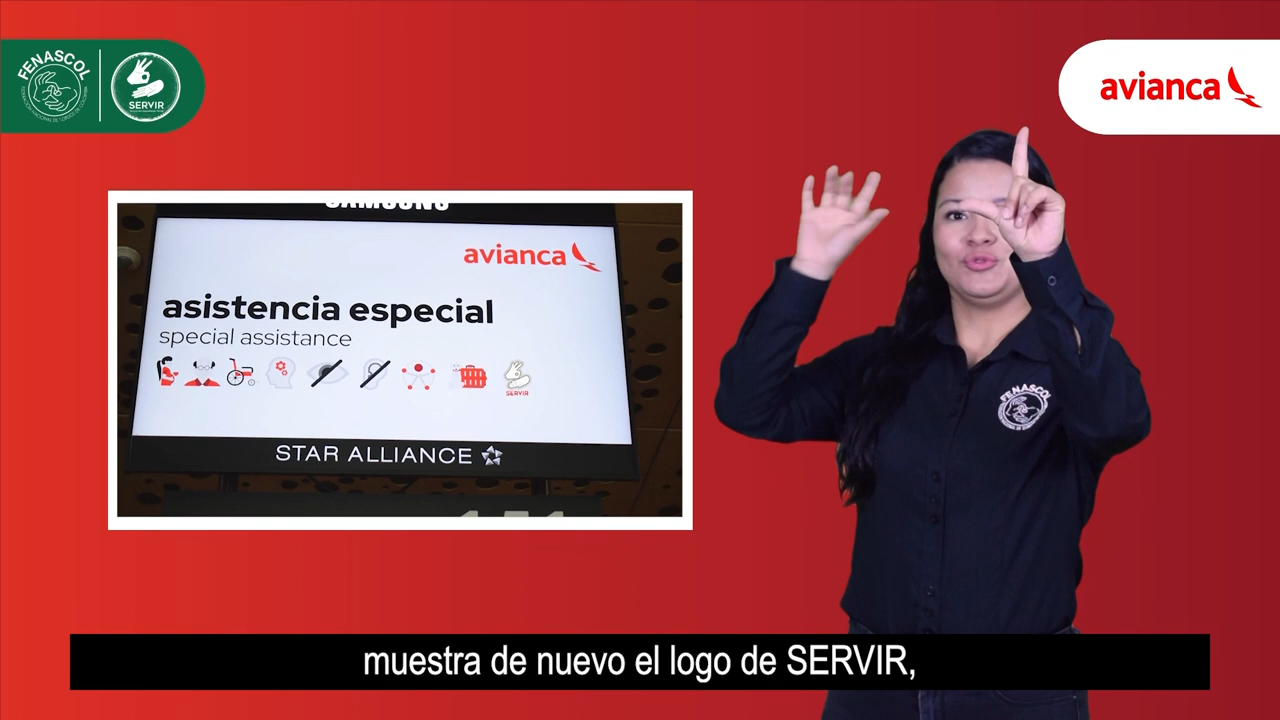 FENASCOL
SERVIR
avianca
SAMSUNG
avianca
asistencia especial
special assistance
SERVIR
STAR ALLIANCE
FENASCOL
muestra de nuevo el logo de SERVIR,